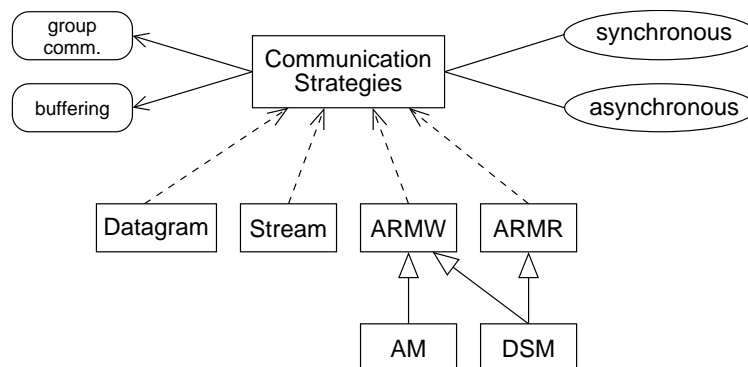 group
comm.
Communication
Strategies
synchronous
buffering
asynchronous
Datagram
Stream
ARMW
ARMR
AM
DSM